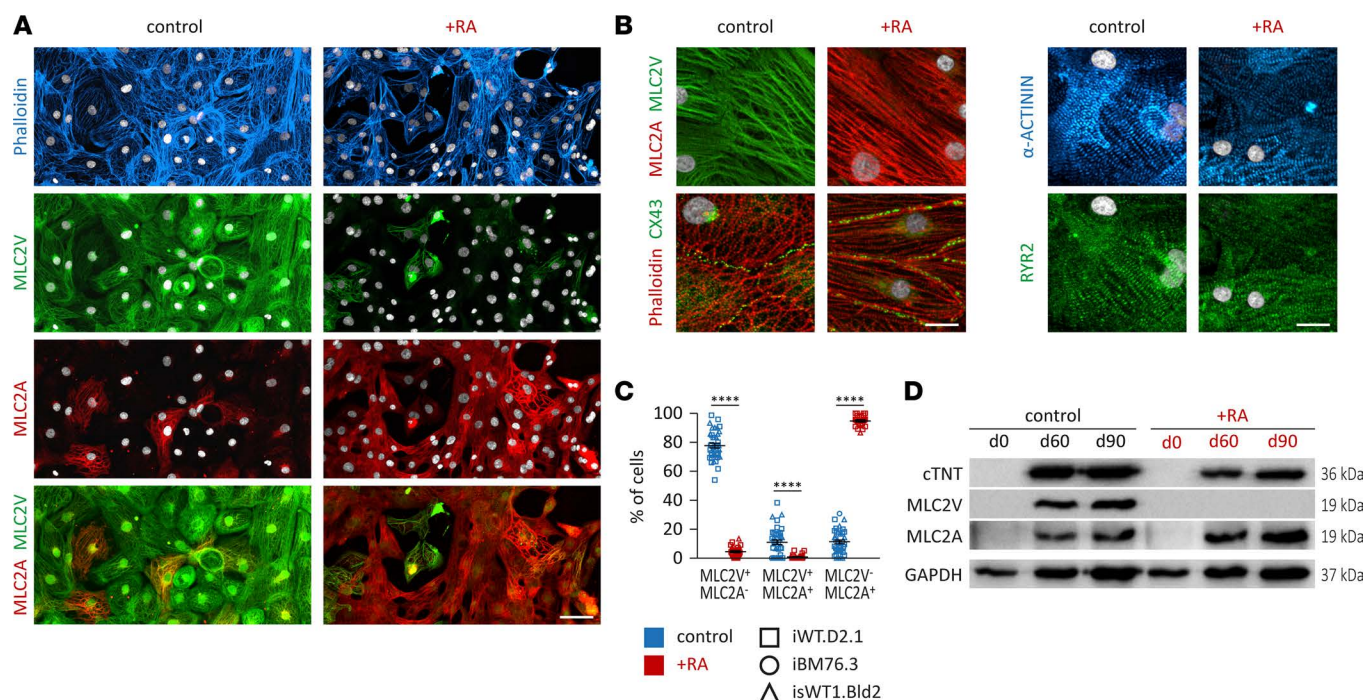 A
control
+RA
Phalloidin
MLC2V
MLC2A
MLC2A MLC2V
B
control
+RA
MLC2A MLC2V
Phalloidin CX43
control
+RA
α-ACTININ
RYR2
C
% of cells
100
80
60
40
20
0
****
****
****
MLC2V⁺
MLC2A⁻
MLC2V⁺
MLC2A⁺
MLC2V⁻
MLC2A⁺
control
+RA
iWT.D2.1
iBM76.3
isWT1.Bld2
D
control
+RA
d0 d60 d90 d0 d60 d90
cTNT 36 kDa
MLC2V 19 kDa
MLC2A 19 kDa
GAPDH 37 kDa